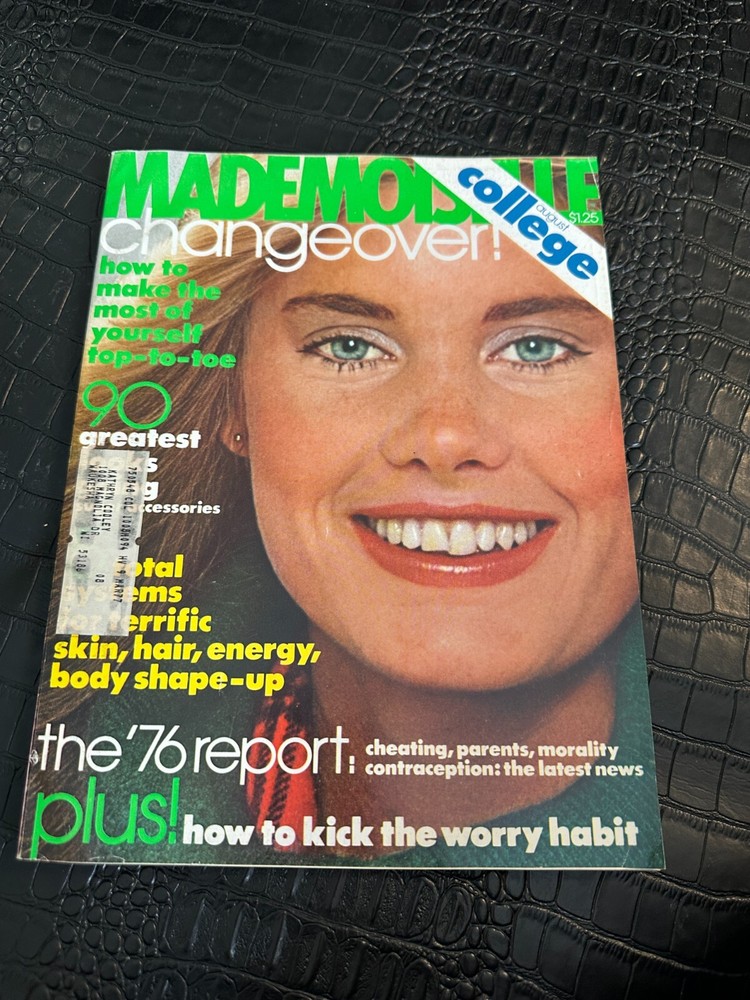 MADEMOISELLE
college
august
$1.25
changeover!
how to
make the
most of
yourself
top-to-toe
90
greatest
accessories
total
systems
for terrific
skin, hair, energy,
body shape-up
the '76 report:
cheating, parents, morality
contraception: the latest news
plus! how to kick the worry habit